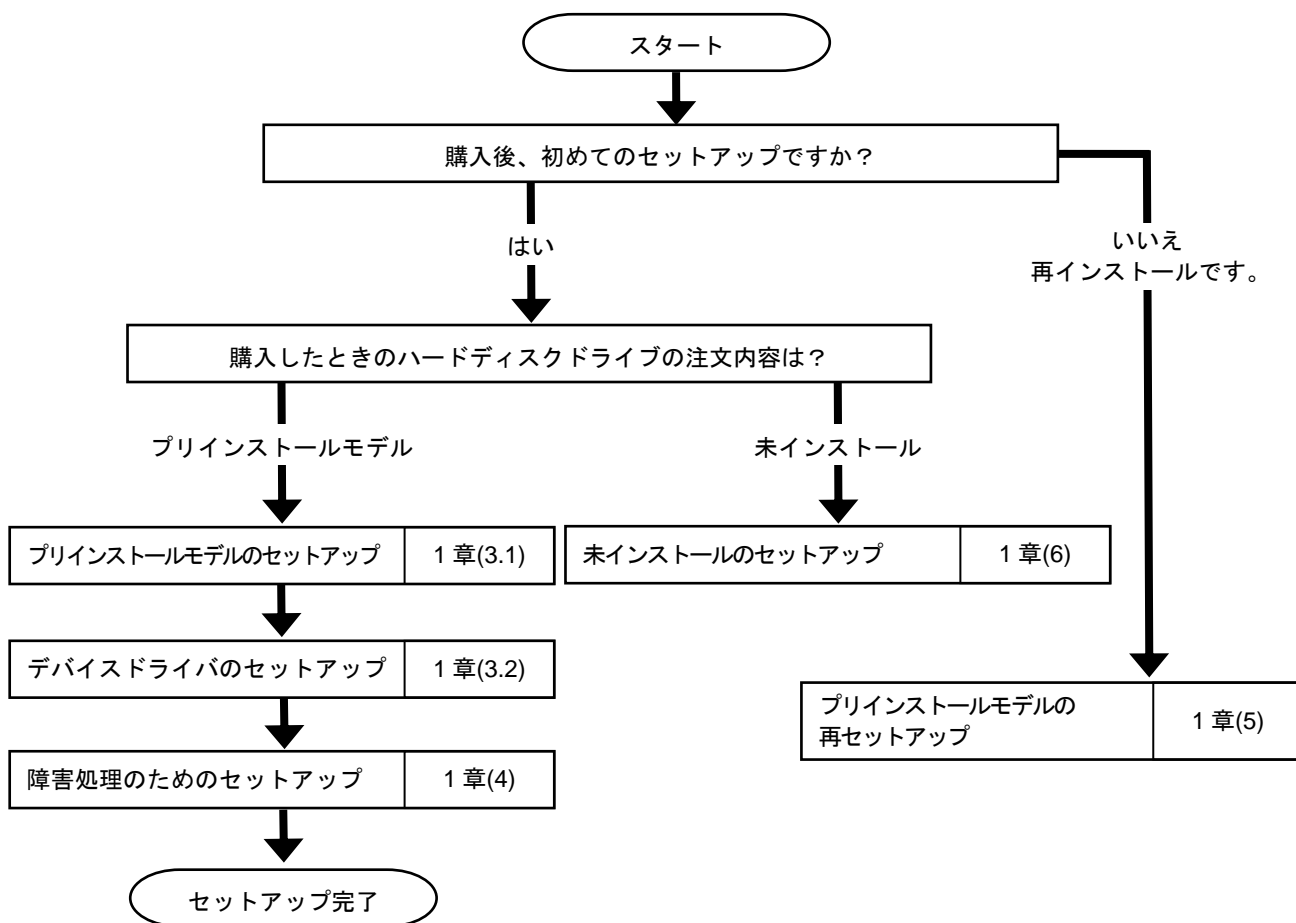 スタート
購入後、初めてのセットアップですか？
はい
いいえ
再インストールです。
購入したときのハードディスクドライブの注文内容は？
プリインストールモデル
未インストール
プリインストールモデルのセットアップ 1 章(3.1)
未インストールのセットアップ 1 章(6)
デバイスドライバのセットアップ 1 章(3.2)
プリインストールモデルの
再セットアップ 1 章(5)
障害処理のためのセットアップ 1 章(4)
セットアップ完了